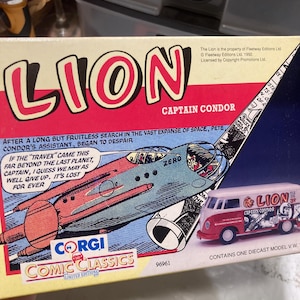 LION
The Lion is the property of Fleetway Editions Ltd
© Fleetway Editions Ltd. 1992
Licensed by Copyright Promotions Ltd.
CAPTAIN CONDOR
AFTER A LONG BUT FRUITLESS SEARCH IN THE VAST EXPANSE OF SPACE, PETE,
CONDOR'S ASSISTANT, BEGAN TO DESPAIR
IF THE "TRAVEX" CAME THIS
FAR BEYOND THE LAST PLANET,
CAPTAIN, I GUESS WE MAY AS
WELL GIVE UP. IT'S LOST
FOR EVER
ZERO
LION
CORGI
COMIC CLASSICS
96961
CONTAINS ONE DIECAST MODEL V.W.